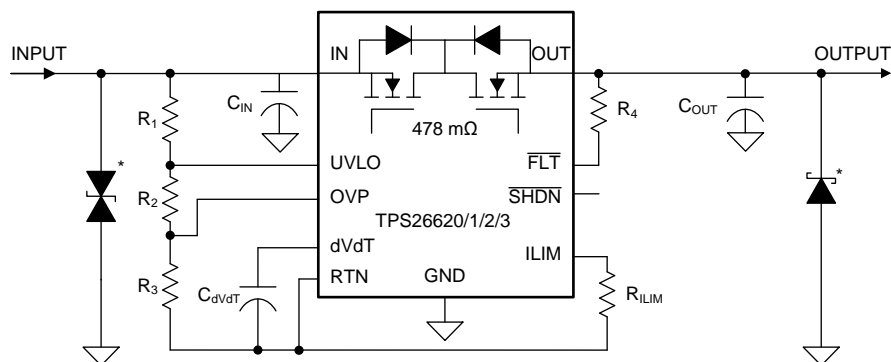 INPUT
IN
OUT
OUTPUT
R1
CIN
478 mΩ
R4
COUT
UVLO
FLT
*
R2
OVP
SHDN
*
TPS26620/1/2/3
dVdT
ILIM
R3
CdVdT
RTN
GND
RILIM